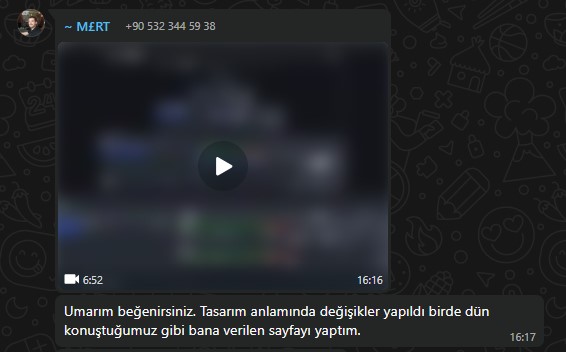 ~ M£RT +90 532 344 59 38
6:52 16:16
Umarım beğenirsiniz. Tasarım anlamında değişikler yapıldı birde dün
konuştuğumuz gibi bana verilen sayfayı yaptım.
16:17